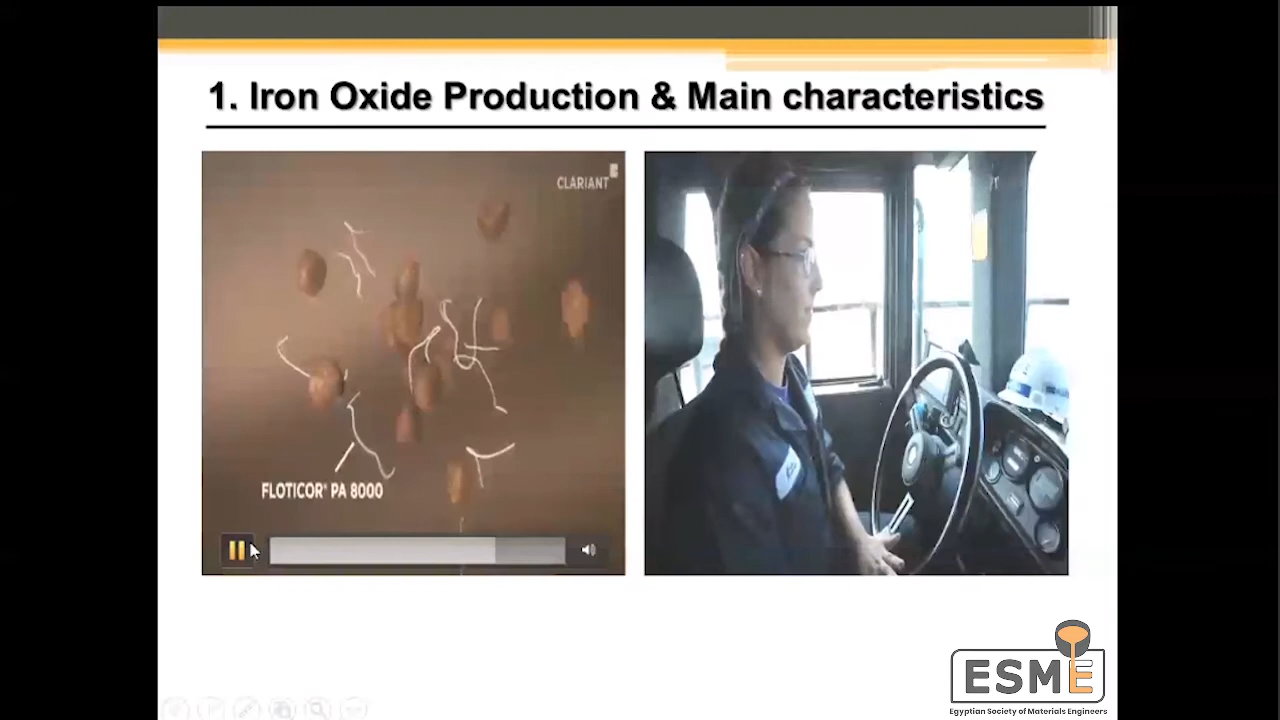 1. Iron Oxide Production & Main characteristics
CLARIANT
FLOTICOR® PA 8000
ESME
Egyptian Society of Materials Engineers